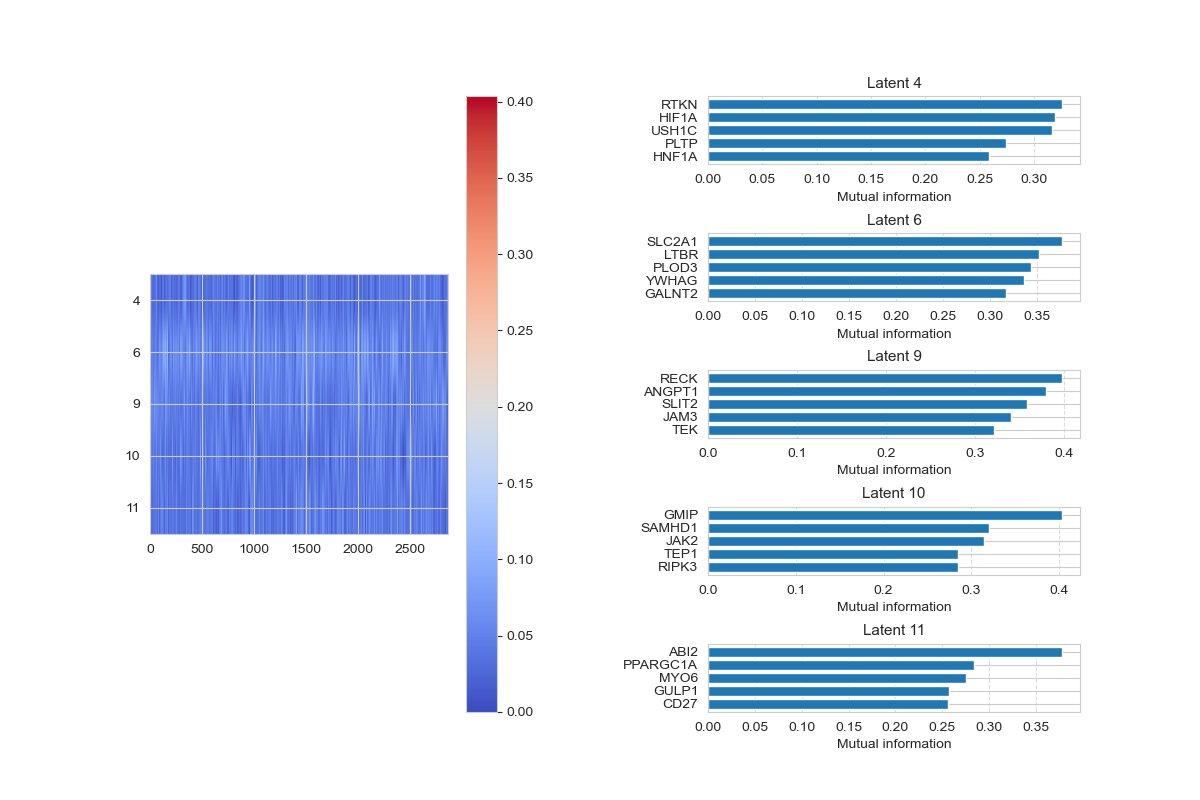 0.40
0.35
0.30
0.25
0.20
0.15
0.10
0.05
0.00
4
6
9
10
11
0 500 1000 1500 2000 2500
Latent 4
RTKN
HIF1A
USH1C
PLTP
HNF1A
0.00 0.05 0.10 0.15 0.20 0.25 0.30
Mutual information
Latent 6
SLC2A1
LTBR
PLOD3
YWHAG
GALNT2
0.00 0.05 0.10 0.15 0.20 0.25 0.30 0.35
Mutual information
Latent 9
RECK
ANGPT1
SLIT2
JAM3
TEK
0.0 0.1 0.2 0.3 0.4
Mutual information
Latent 10
GMIP
SAMHD1
JAK2
TEP1
RIPK3
0.0 0.1 0.2 0.3 0.4
Mutual information
Latent 11
ABI2
PPARGC1A
MYO6
GULP1
CD27
0.00 0.05 0.10 0.15 0.20 0.25 0.30 0.35
Mutual information